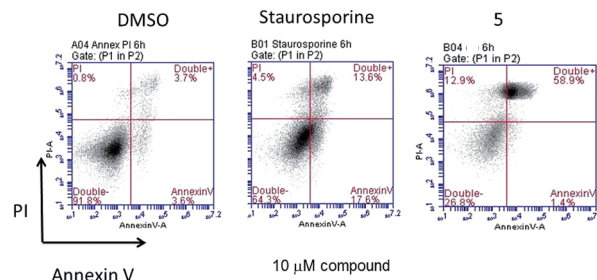 DMSO
Staurosporine
5
A04 Annex PI 6h
Gate: (P1 in P2)
PI
0.8%
Double+
3.7%
Double-
91.8%
AnnexinV
3.6%
PI-A
AnnexinV-A
B01 Staurosporine 6h
Gate: (P1 in P2)
PI
4.5%
Double+
13.6%
Double-
64.3%
AnnexinV
17.6%
AnnexinV-A
B04 6h
Gate: (P1 in P2)
PI
12.9%
Double+
58.9%
Double-
26.8%
AnnexinV
1.4%
PI-A
AnnexinV-A
PI
Annexin V
10 μM compound